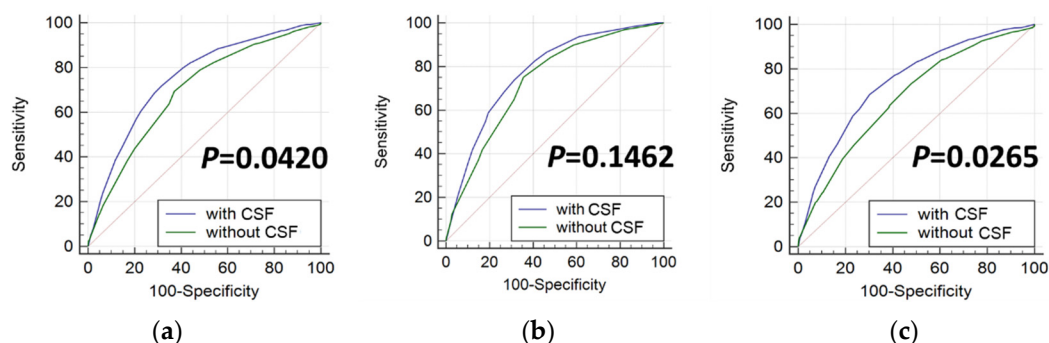 100
80
60
40
20
0
Sensitivity
P=0.0420
with CSF
without CSF
0 20 40 60 80 100
100-Specificity
(a)
100
80
60
40
20
0
Sensitivity
P=0.1462
with CSF
without CSF
0 20 40 60 80 100
100-Specificity
(b)
100
80
60
40
20
0
Sensitivity
P=0.0265
with CSF
without CSF
0 20 40 60 80 100
100-Specificity
(c)